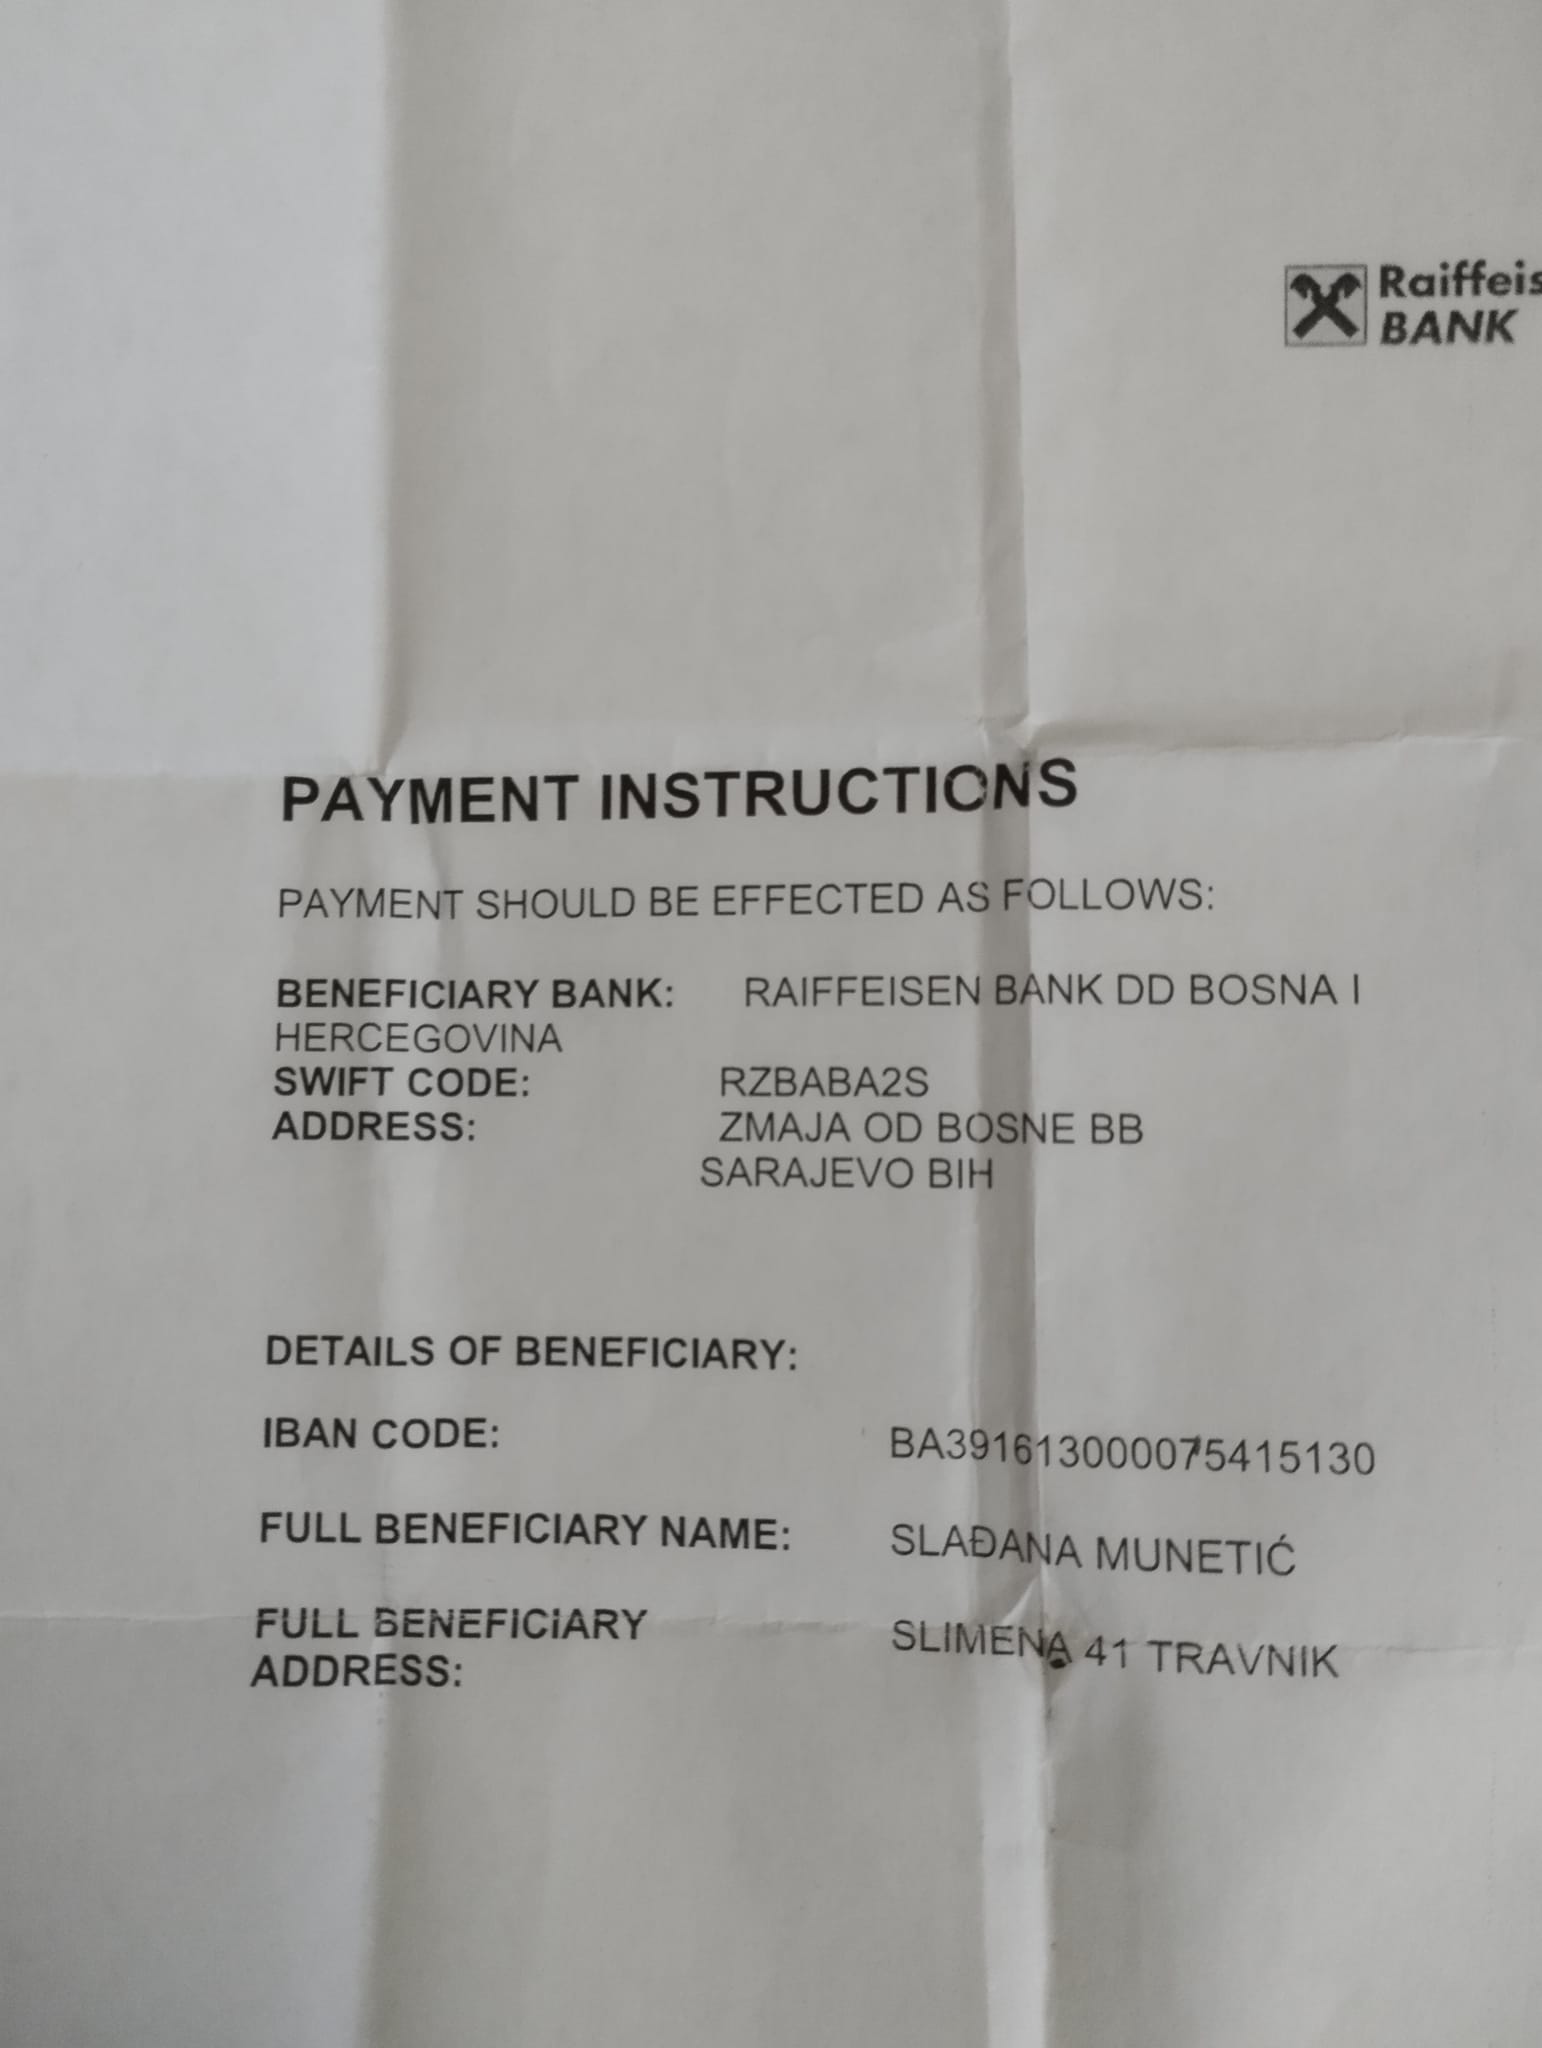 Raiffeis
BANK
PAYMENT INSTRUCTIONS
PAYMENT SHOULD BE EFFECTED AS FOLLOWS:
BENEFICIARY BANK: RAIFFEISEN BANK DD BOSNA I
HERCEGOVINA
SWIFT CODE: RZBABA2S
ADDRESS: ZMAJA OD BOSNE BB
SARAJEVO BIH
DETAILS OF BENEFICIARY:
IBAN CODE: BA391613000075415130
FULL BENEFICIARY NAME: SLAĐANA MUNETIĆ
FULL BENEFICIARY SLIMENA 41 TRAVNIK
ADDRESS: